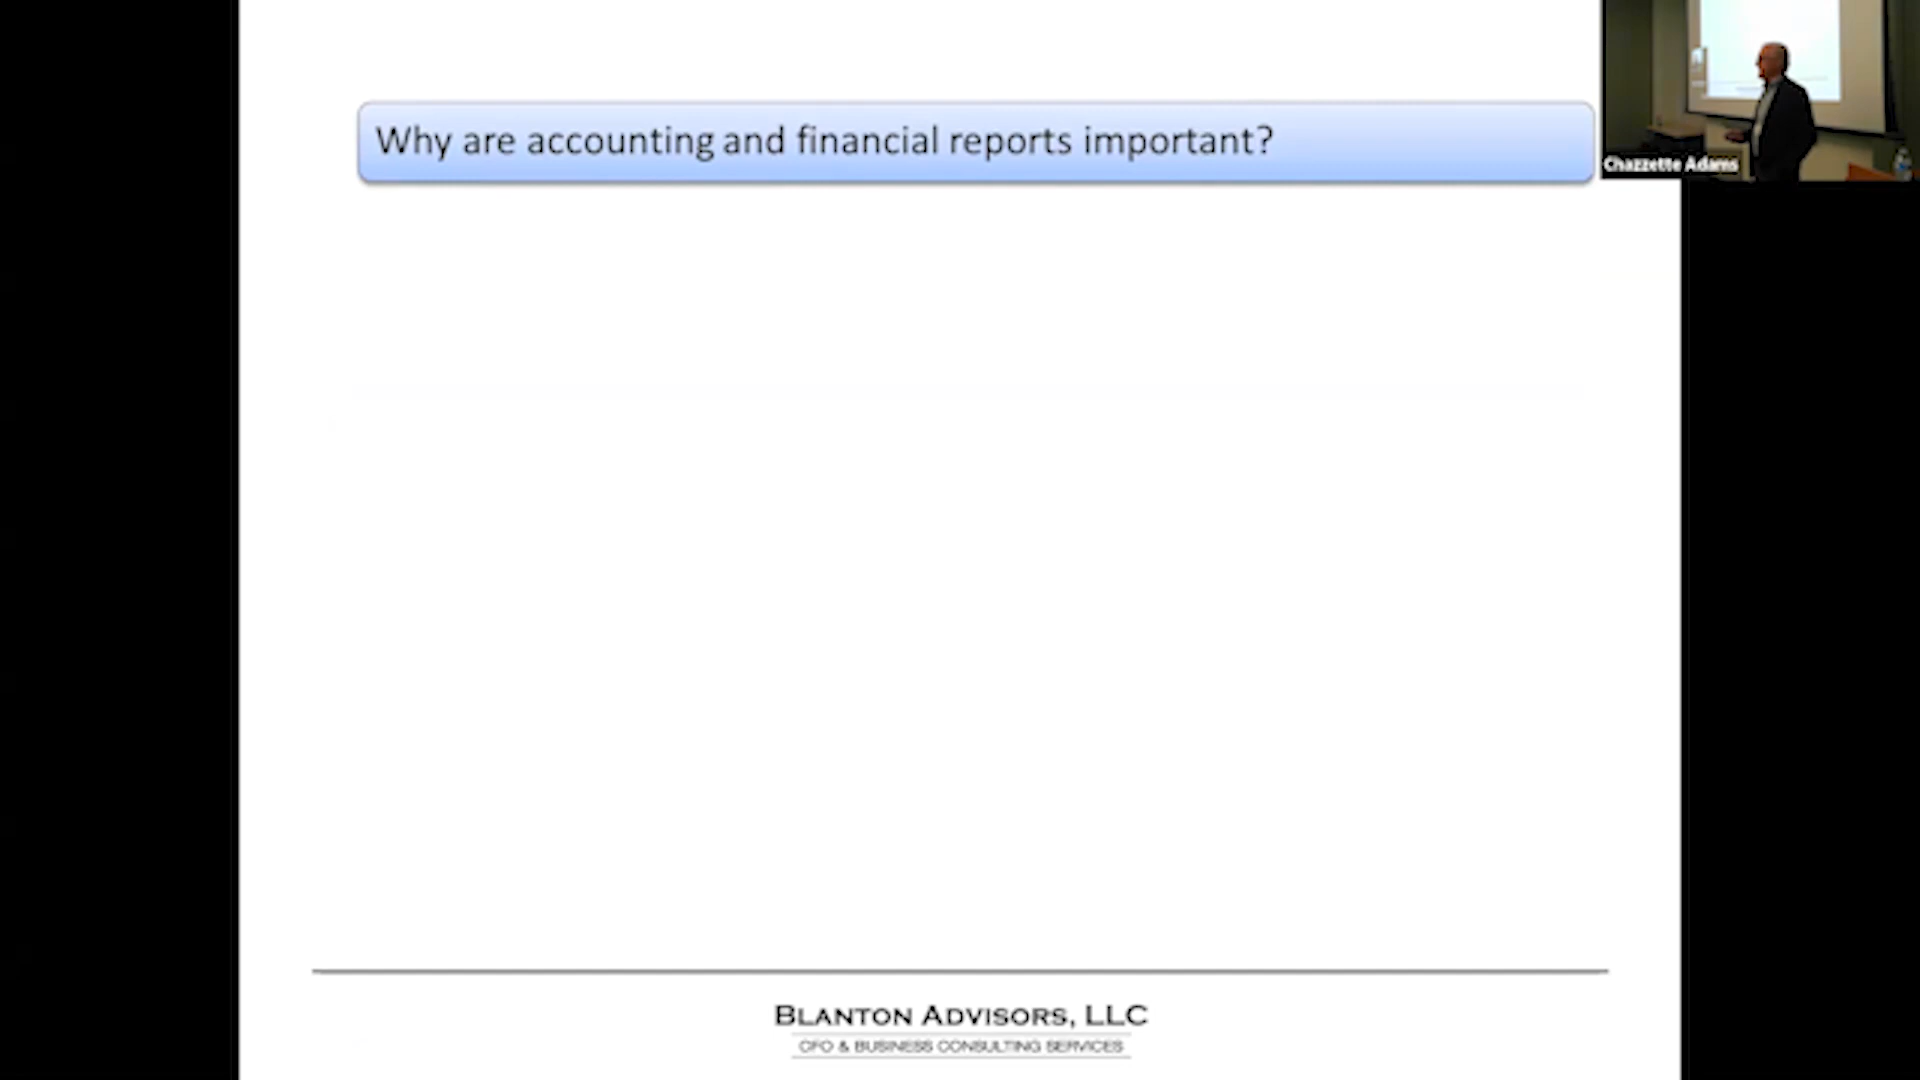 Why are accounting and financial reports important?
Chazzette Adams
BLANTON ADVISORS, LLC
CFO & BUSINESS CONSULTING SERVICES